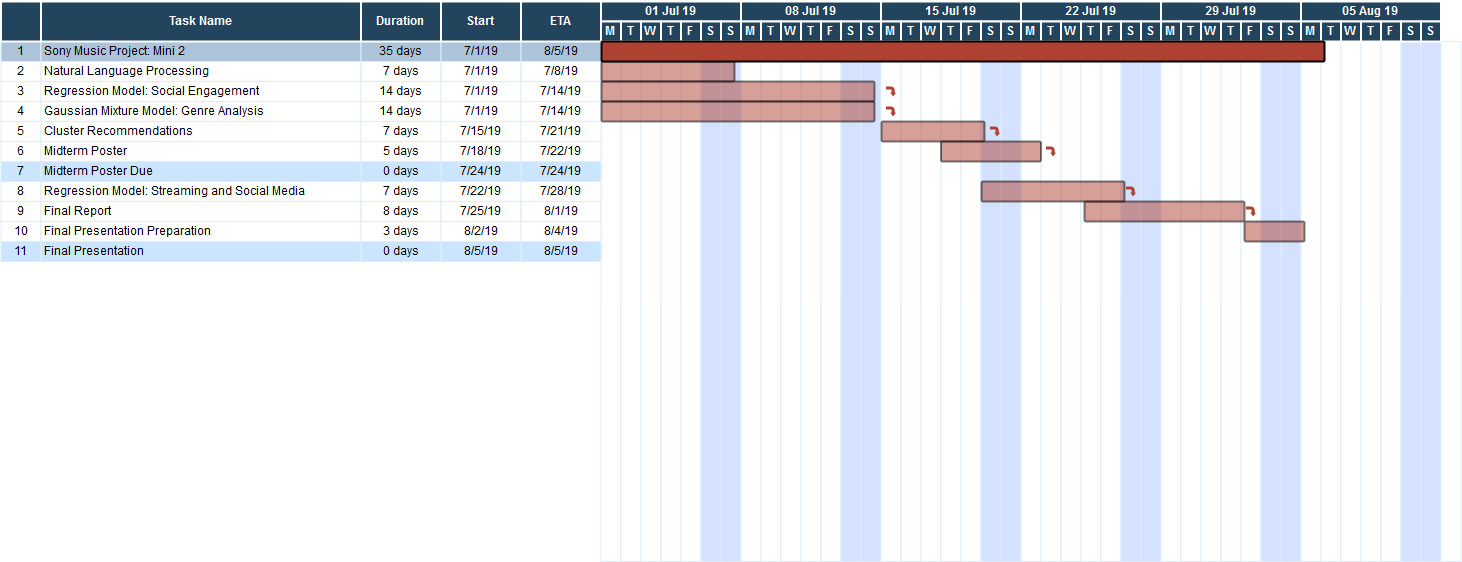 Task Name Duration Start ETA 01 Jul 19 08 Jul 19 15 Jul 19 22 Jul 19 29 Jul 19 05 Aug 19
M T W T F S S M T W T F S S M T W T F S S M T W T F S S M T W T F S S M T W T F S S
1 Sony Music Project: Mini 2 35 days 7/1/19 8/5/19
2 Natural Language Processing 7 days 7/1/19 7/8/19
3 Regression Model: Social Engagement 14 days 7/1/19 7/14/19
4 Gaussian Mixture Model: Genre Analysis 14 days 7/1/19 7/14/19
5 Cluster Recommendations 7 days 7/15/19 7/21/19
6 Midterm Poster 5 days 7/18/19 7/22/19
7 Midterm Poster Due 0 days 7/24/19 7/24/19
8 Regression Model: Streaming and Social Media 7 days 7/22/19 7/28/19
9 Final Report 8 days 7/25/19 8/1/19
10 Final Presentation Preparation 3 days 8/2/19 8/4/19
11 Final Presentation 0 days 8/5/19 8/5/19